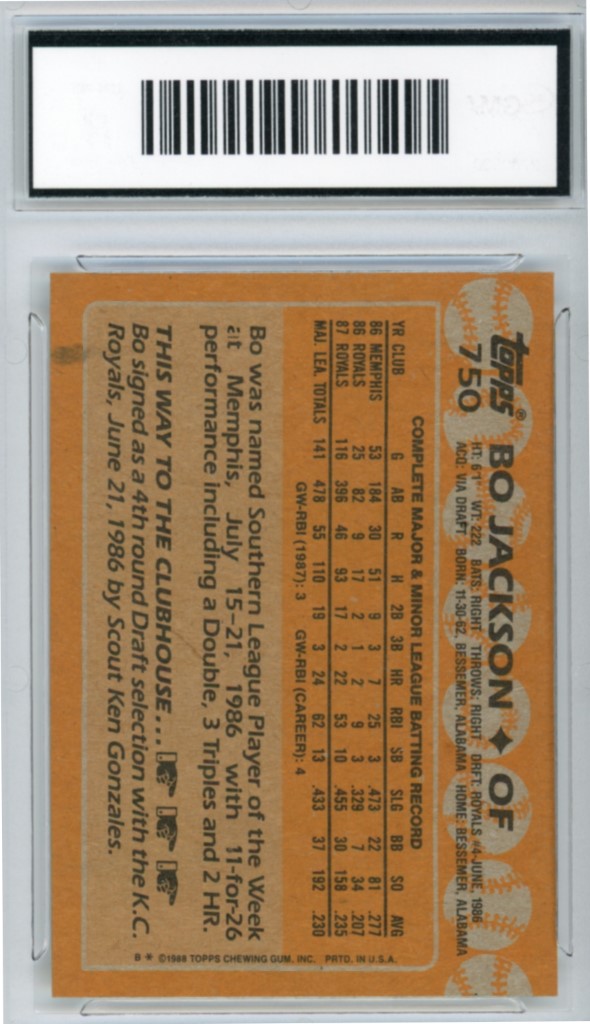 topps®
750
BO JACKSON ✦ OF
HT: 6'1" WT: 222 BATS: RIGHT THROWS: RIGHT DRFT: ROYALS #4-JUNE, 1986
ACQ: VIA DRAFT BORN: 11-30-62, BESSEMER, ALABAMA HOME: BESSEMER, ALABAMA
COMPLETE MAJOR & MINOR LEAGUE BATTING RECORD
YR CLUB G AB R H 2B 3B HR RBI SB SLG BB SO AVG
86 MEMPHIS 53 184 30 51 9 3 7 25 3 .473 22 81 .277
86 ROYALS 25 82 9 17 2 1 2 9 3 .329 7 34 .207
87 ROYALS 116 396 46 93 17 2 22 53 10 .455 30 158 .235
MAJ. LEA. TOTALS 141 478 55 110 19 3 24 62 13 .433 37 192 .230
GW-RBI (1987): 3 GW-RBI (CAREER): 4
Bo was named Southern League Player of the Week
at Memphis, July 15-21, 1986 with 11-for-26
performance including a Double, 3 Triples and 2 HR.
THIS WAY TO THE CLUBHOUSE...
Bo signed as a 4th round Draft selection with the K.C.
Royals, June 21, 1986 by Scout Ken Gonzales.
B * ©1988 TOPPS CHEWING GUM, INC. PRTD. IN U.S.A.